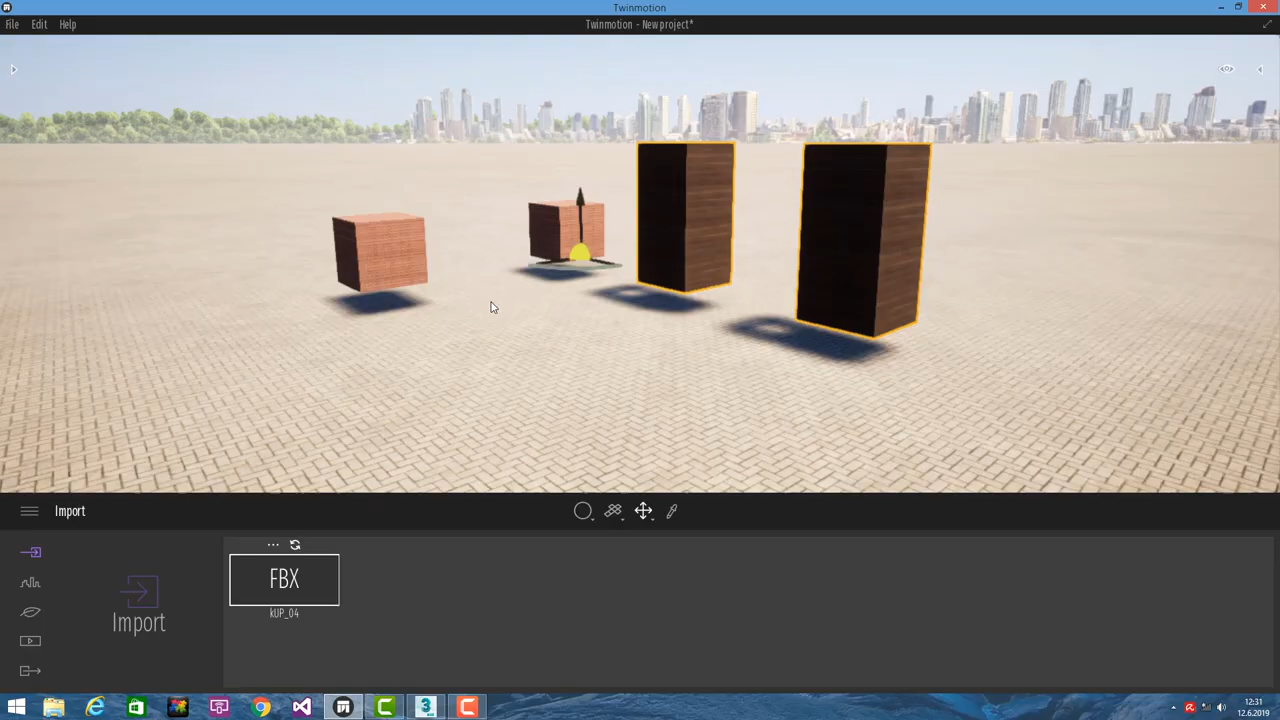 Twinmotion
File Edit Help
Twinmotion - New project*
Import
Import
FBX
kUP_04
12:31
12.6.2019